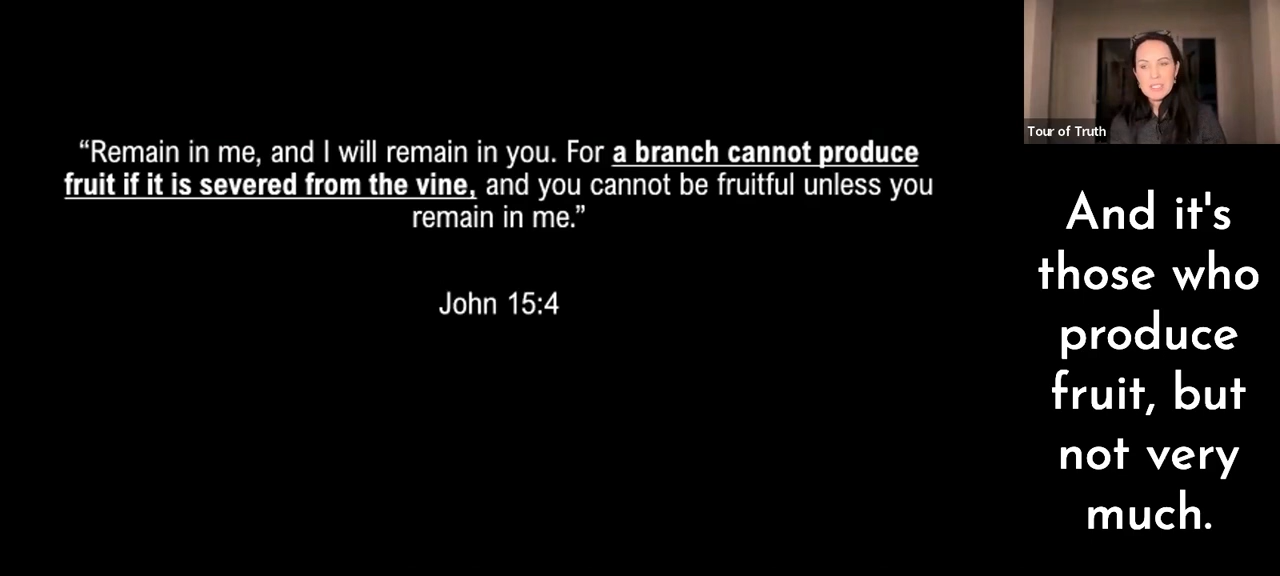 “Remain in me, and I will remain in you. For a branch cannot produce
fruit if it is severed from the vine, and you cannot be fruitful unless you
remain in me.”
John 15:4
Tour of Truth
And it's
those who
produce
fruit, but
not very
much.